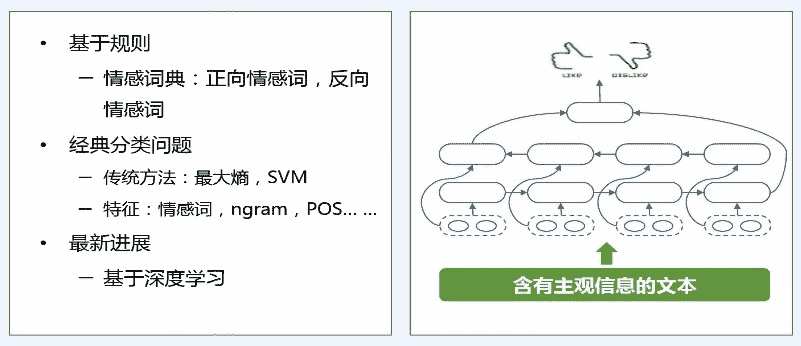 • 基于规则
– 情感词典：正向情感词，反向
情感词
• 经典分类问题
– 传统方法：最大熵，SVM
– 特征：情感词，ngram，POS... ...
• 最新进展
– 基于深度学习
LIKE DISLIKE
含有主观信息的文本